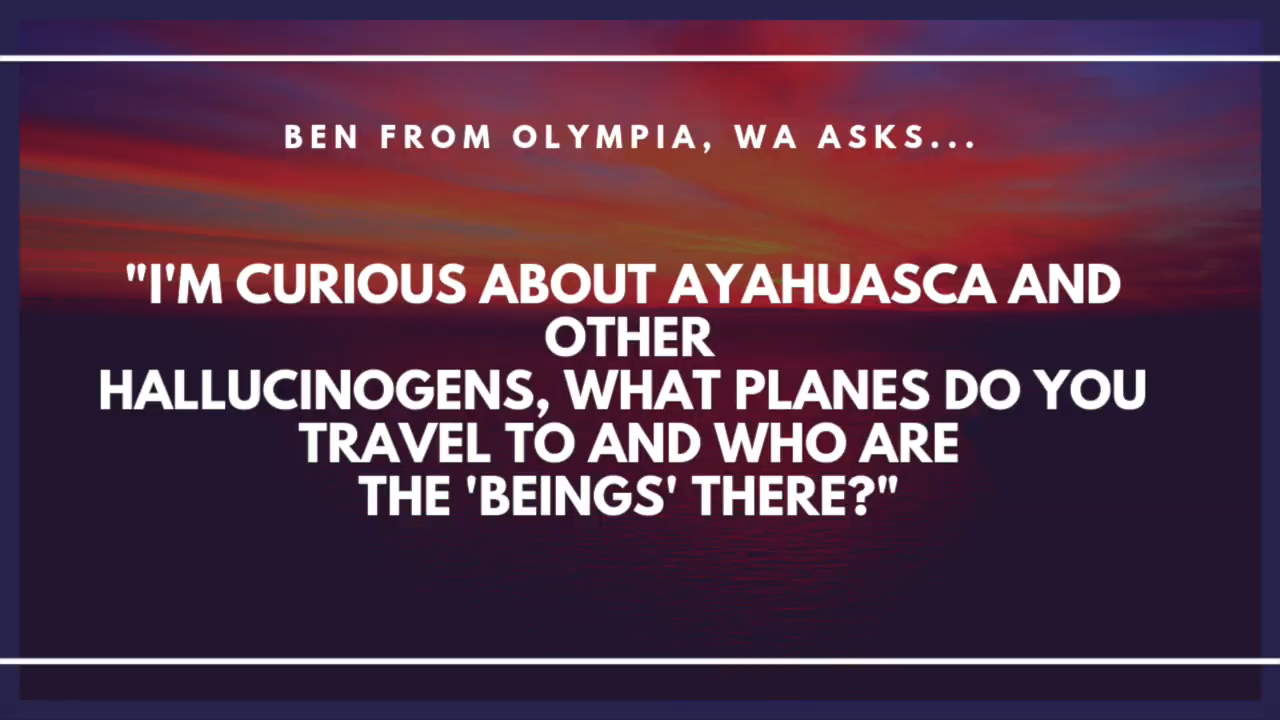 BEN FROM OLYMPIA, WA ASKS...
"I'M CURIOUS ABOUT AYAHUASCA AND
OTHER
HALLUCINOGENS, WHAT PLANES DO YOU
TRAVEL TO AND WHO ARE
THE 'BEINGS' THERE?"